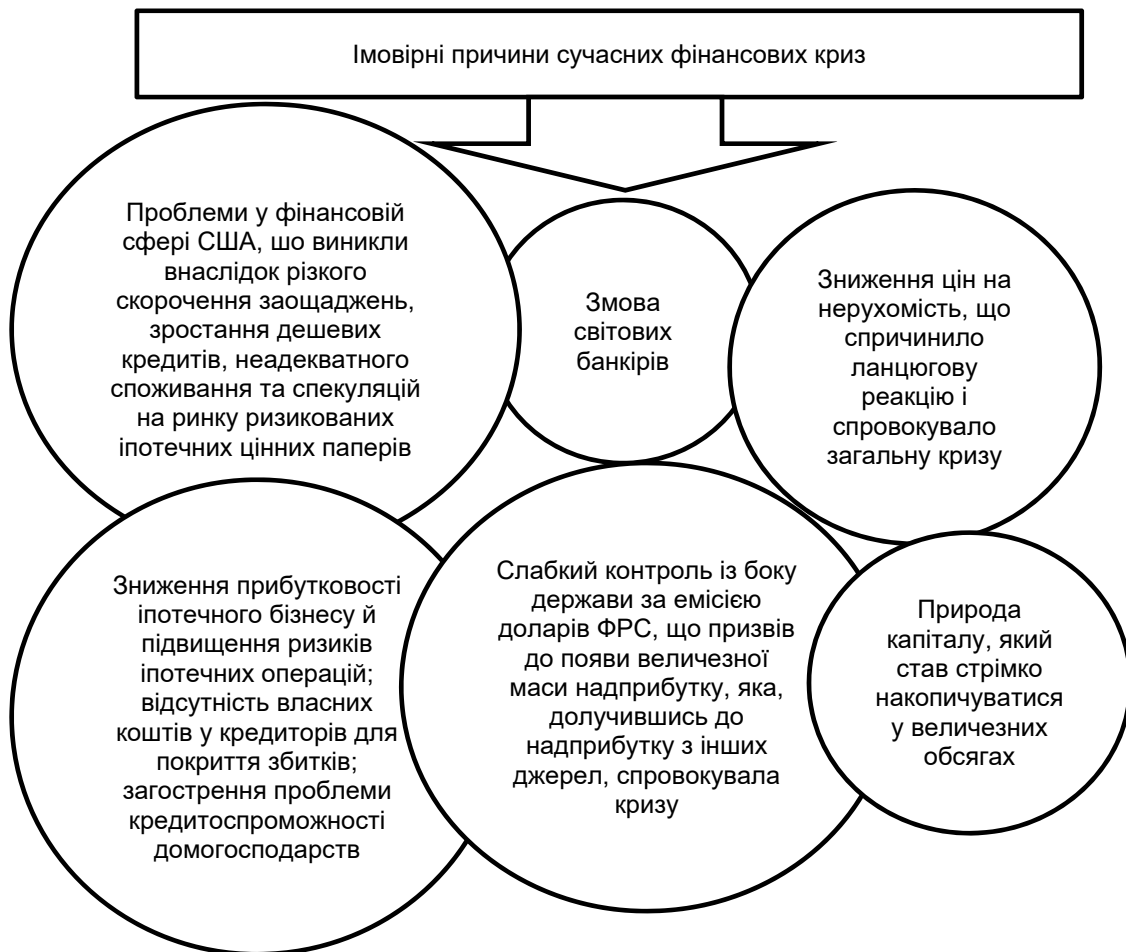 Імовірні причини сучасних фінансових криз
Проблеми у фінансовій
сфері США, шо виникли
внаслідок різкого
скорочення заощаджень,
зростання дешевих
кредитів, неадекватного
споживання та спекуляцій
на ринку ризикованих
іпотечних цінних паперів
Змова
світових
банкірів
Зниження цін на
нерухомість, що
спричинило
ланцюгову
реакцію і
спровокувало
загальну кризу
Зниження прибутковості
іпотечного бізнесу й
підвищення ризиків
іпотечних операцій;
відсутність власних
коштів у кредиторів для
покриття збитків;
загострення проблеми
кредитоспроможності
домогосподарств
Слабкий контроль із боку
держави за емісією
доларів ФРС, що призвів
до появи величезної
маси надприбутку, яка,
долучившись до
надприбутку з інших
джерел, спровокувала
кризу
Природа
капіталу, який
став стрімко
накопичуватися
у величезних
обсягах